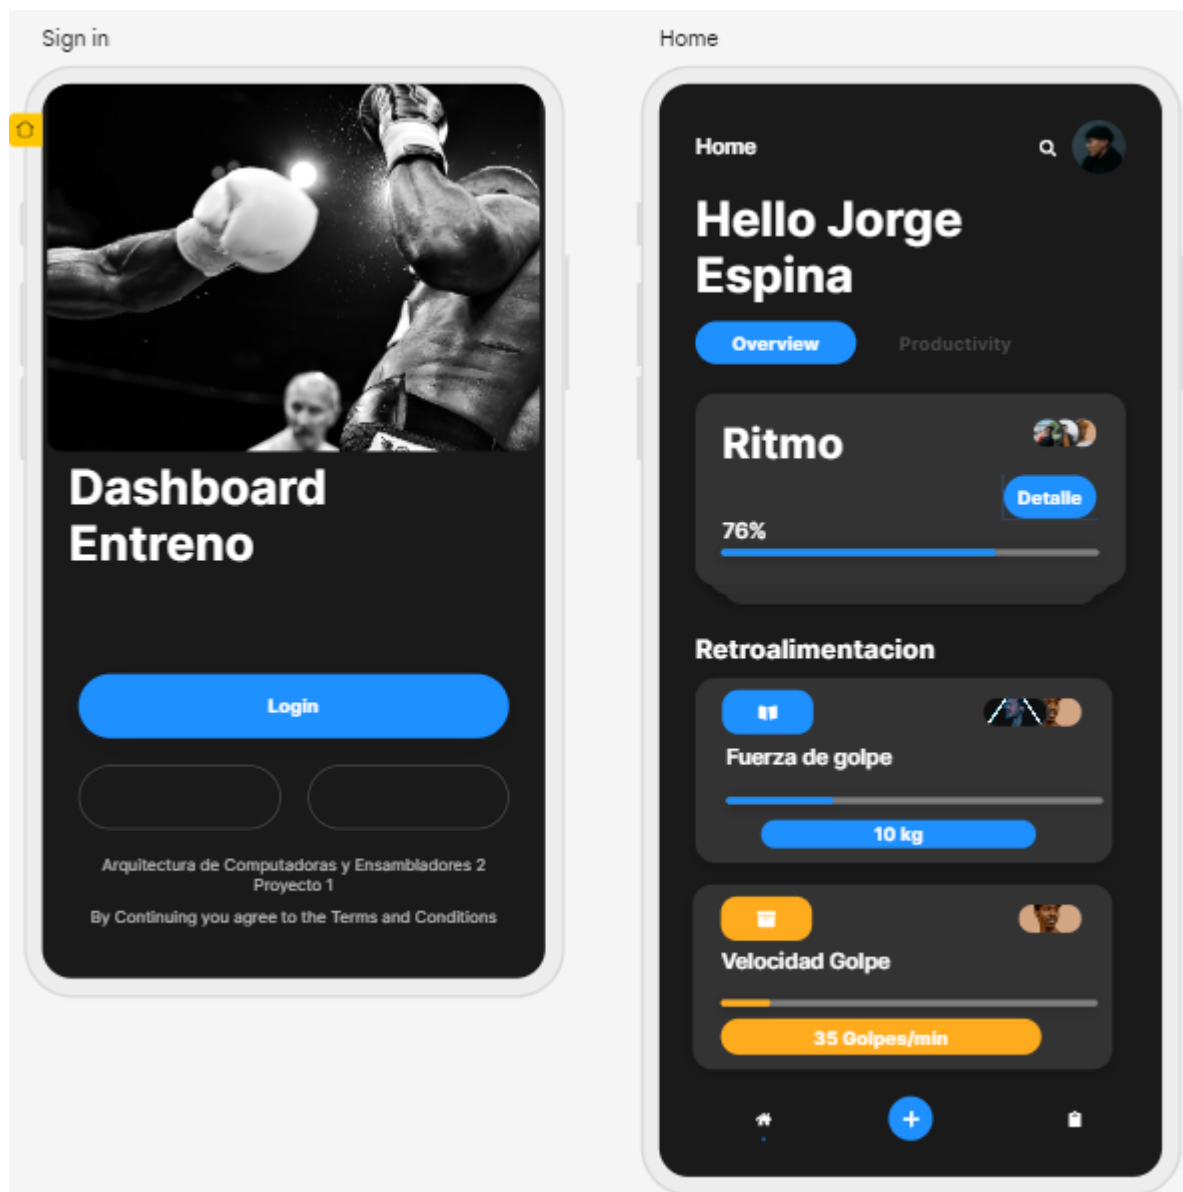 Sign in
Dashboard
Entreno
Login
Arquitectura de Computadoras y Ensambladores 2
Proyecto 1
By Continuing you agree to the Terms and Conditions
Home
Home
Hello Jorge
Espina
Overview
Productivity
Ritmo
Detalle
76%
Retroalimentacion
Fuerza de golpe
10 kg
Velocidad Golpe
35 Golpes/min